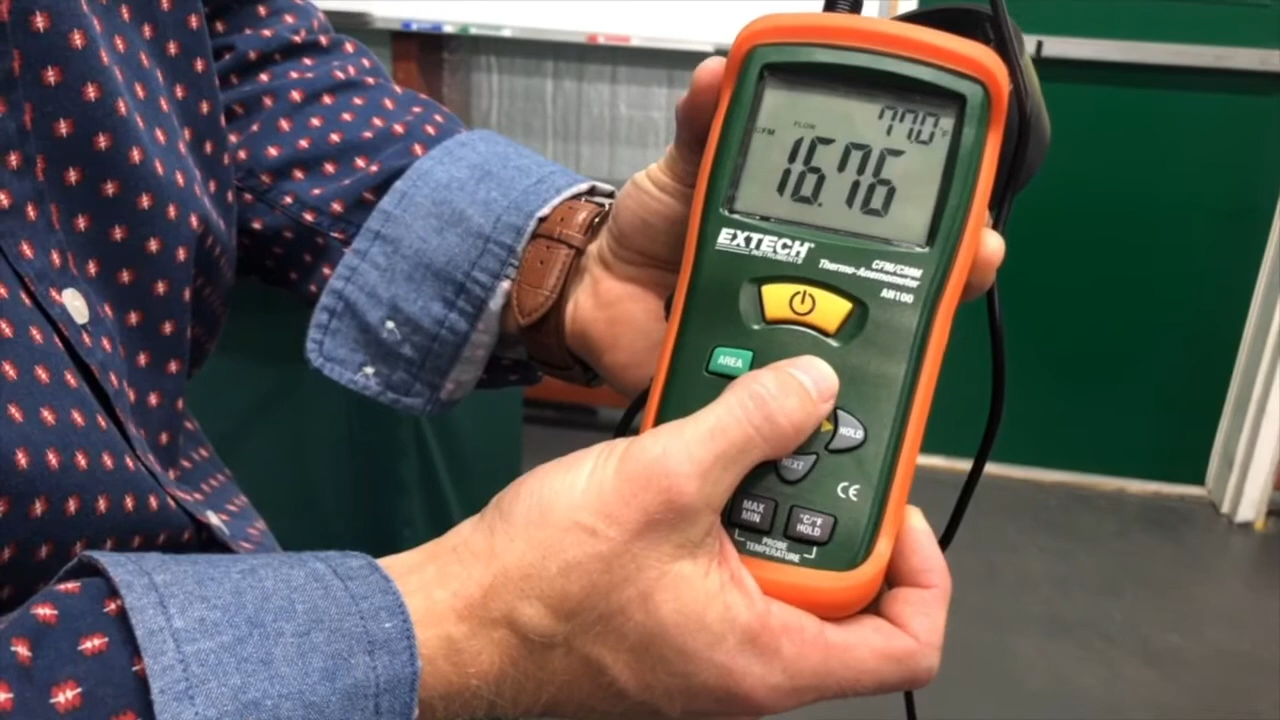 77.0°F
CFM FLOW
16.76
EXTECH®
INSTRUMENTS
CFM/CMM
Thermo-Anemometer
AN100
AREA
HOLD
NEXT
CE
MAX
MIN
°C/°F
HOLD
PROBE
TEMPERATURE